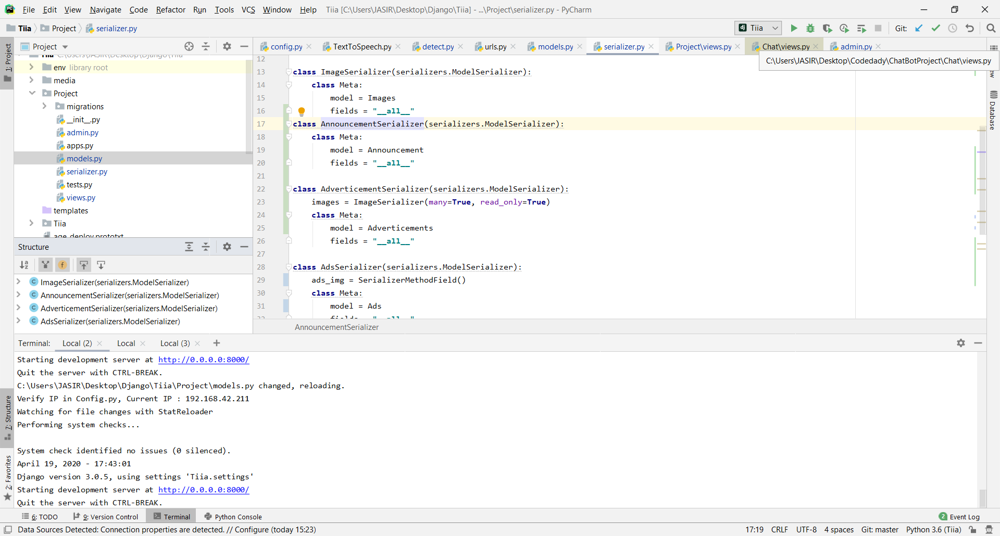 File Edit View Navigate Code Refactor Run Tools VCS Window Help Tiia [C:\Users\JASIR\Desktop\Django\Tiia] - ...\Project\serializer.py - PyCharm
Tiia Project serializer.py Tiia Git:
1: Project
Project
config.py TextToSpeech.py detect.py urls.py models.py serializer.py Project\views.py Chat\views.py admin.py
C:\Users\JASIR\Desktop\Codedady\ChatBotProject\Chat\views.py
Database
Tiia C:\Users\JASIR\Desktop\Django\Tiia
env library root
media
Project
migrations
__init__.py
admin.py
apps.py
models.py
serializer.py
tests.py
views.py
templates
Tiia
age_deploy.prototxt
12
13 class ImageSerializer(serializers.ModelSerializer):
14 class Meta:
15 model = Images
16 fields = "__all__"
17 class AnnouncementSerializer(serializers.ModelSerializer):
18 class Meta:
19 model = Announcement
20 fields = "__all__"
21
22 class AdverticementSerializer(serializers.ModelSerializer):
23 images = ImageSerializer(many=True, read_only=True)
24 class Meta:
25 model = Adverticements
26 fields = "__all__"
27
28 class AdsSerializer(serializers.ModelSerializer):
29 ads_img = SerializerMethodField()
30 class Meta:
31 model = Ads
32 fields = "__all__"
AnnouncementSerializer
Structure
ImageSerializer(serializers.ModelSerializer)
AnnouncementSerializer(serializers.ModelSerializer)
AdverticementSerializer(serializers.ModelSerializer)
AdsSerializer(serializers.ModelSerializer)
7: Structure
2: Favorites
Terminal: Local (2) Local Local (3)
Starting development server at http://0.0.0.0:8000/
Quit the server with CTRL-BREAK.
C:\Users\JASIR\Desktop\Django\Tiia\Project\models.py changed, reloading.
Verify IP in Config.py, Current IP : 192.168.42.211
Watching for file changes with StatReloader
Performing system checks...
System check identified no issues (0 silenced).
April 19, 2020 - 17:43:01
Django version 3.0.5, using settings 'Tiia.settings'
Starting development server at http://0.0.0.0:8000/
Quit the server with CTRL-BREAK.
6: TODO 9: Version Control Terminal Python Console 2 Event Log
Data Sources Detected: Connection properties are detected. // Configure (today 15:23) 17:19 CRLF UTF-8 4 spaces Git: master Python 3.6 (Tiia)